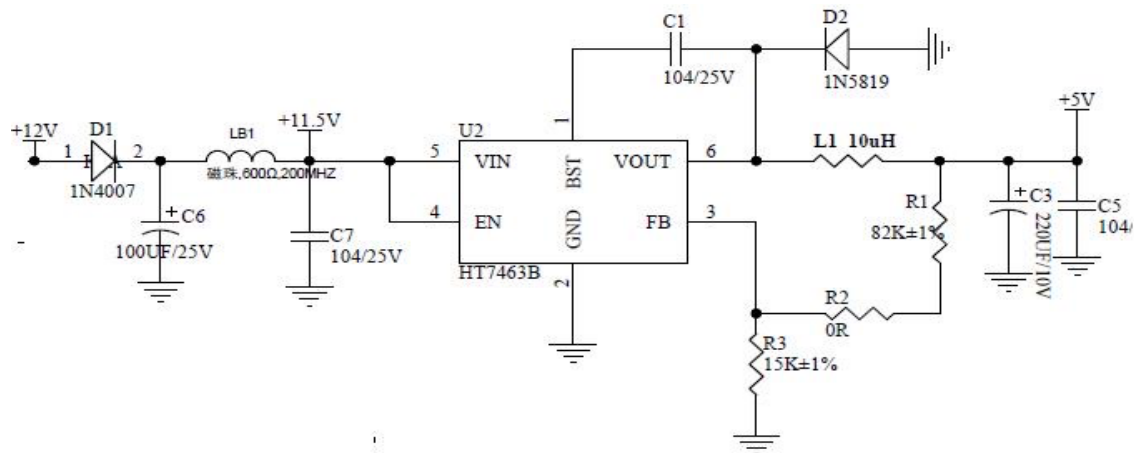 C1
104/25V
D2
1N5819
+12V
D1
1
2
1N4007
LB1
磁珠,600Ω,200MHZ
+11.5V
C6
100UF/25V
C7
104/25V
U2
1
5
VIN
BST
VOUT
6
4
EN
GND
FB
3
HT7463B
2
L1 10uH
+5V
R1
82K±1%
C3
220UF/10V
C5
104/
R2
0R
R3
15K±1%